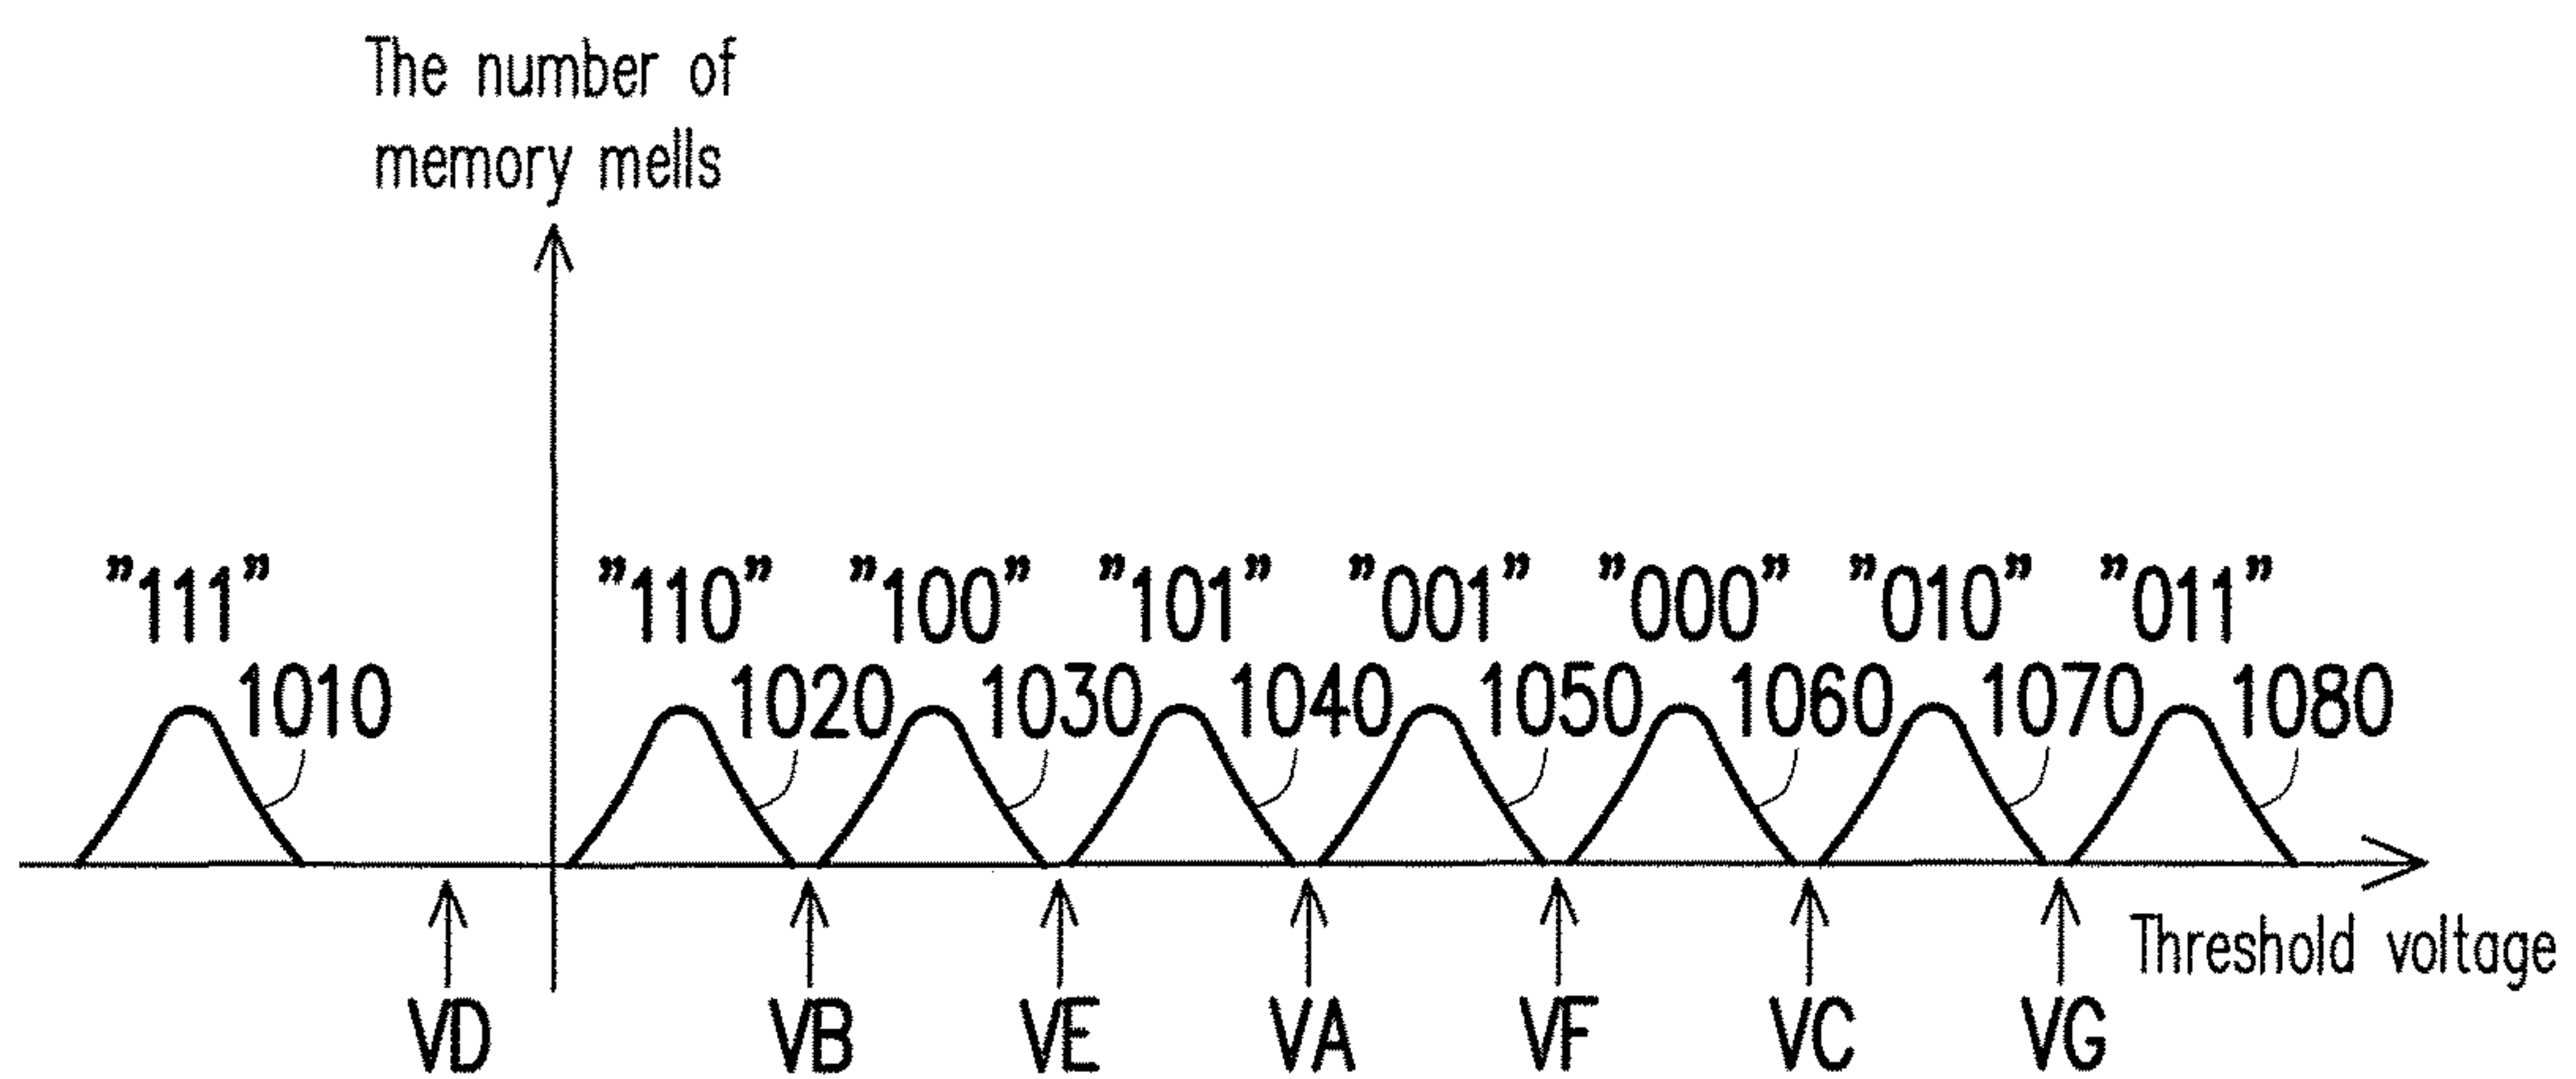 The number of
memory mells
"111" "110" "100" "101" "001" "000" "010" "011"
1010 1020 1030 1040 1050 1060 1070 1080
Threshold voltage
VD VB VE VA VF VC VG